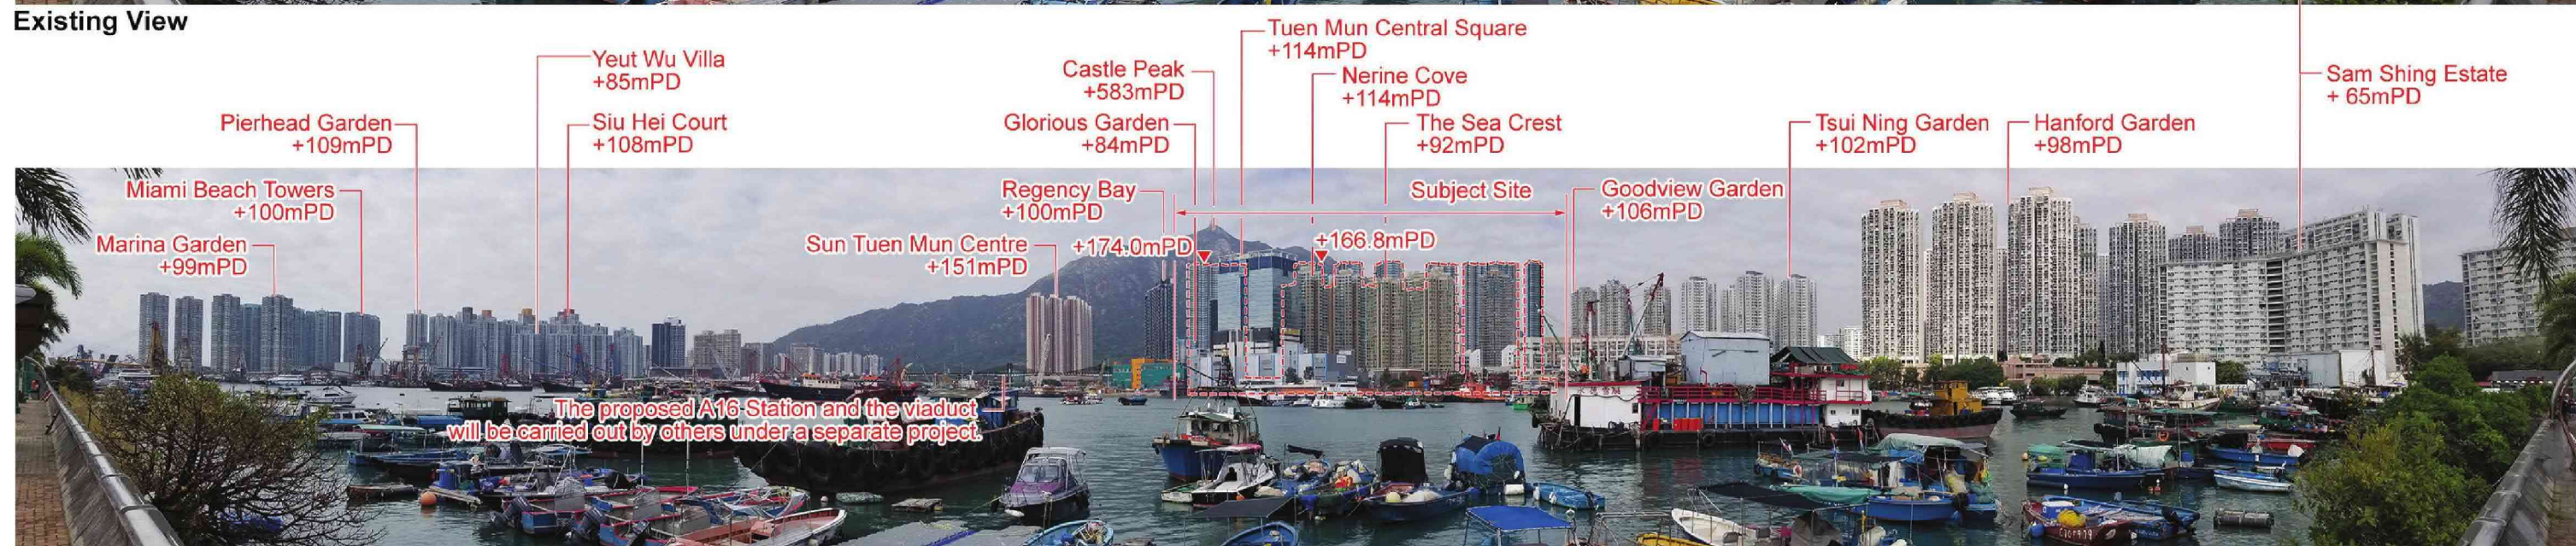 Existing View
Tuen Mun Central Square
+114mPD
Yeut Wu Villa
+85mPD
Castle Peak
+583mPD
Nerine Cove
+114mPD
Sam Shing Estate
+ 65mPD
Pierhead Garden
+109mPD
Siu Hei Court
+108mPD
Glorious Garden
+84mPD
The Sea Crest
+92mPD
Tsui Ning Garden
+102mPD
Hanford Garden
+98mPD
Miami Beach Towers
+100mPD
Regency Bay
+100mPD
Subject Site
Goodview Garden
+106mPD
Marina Garden
+99mPD
Sun Tuen Mun Centre
+151mPD
+174.0mPD
+166.8mPD
The proposed A16 Station and the viaduct
will be carried out by others under a separate project.